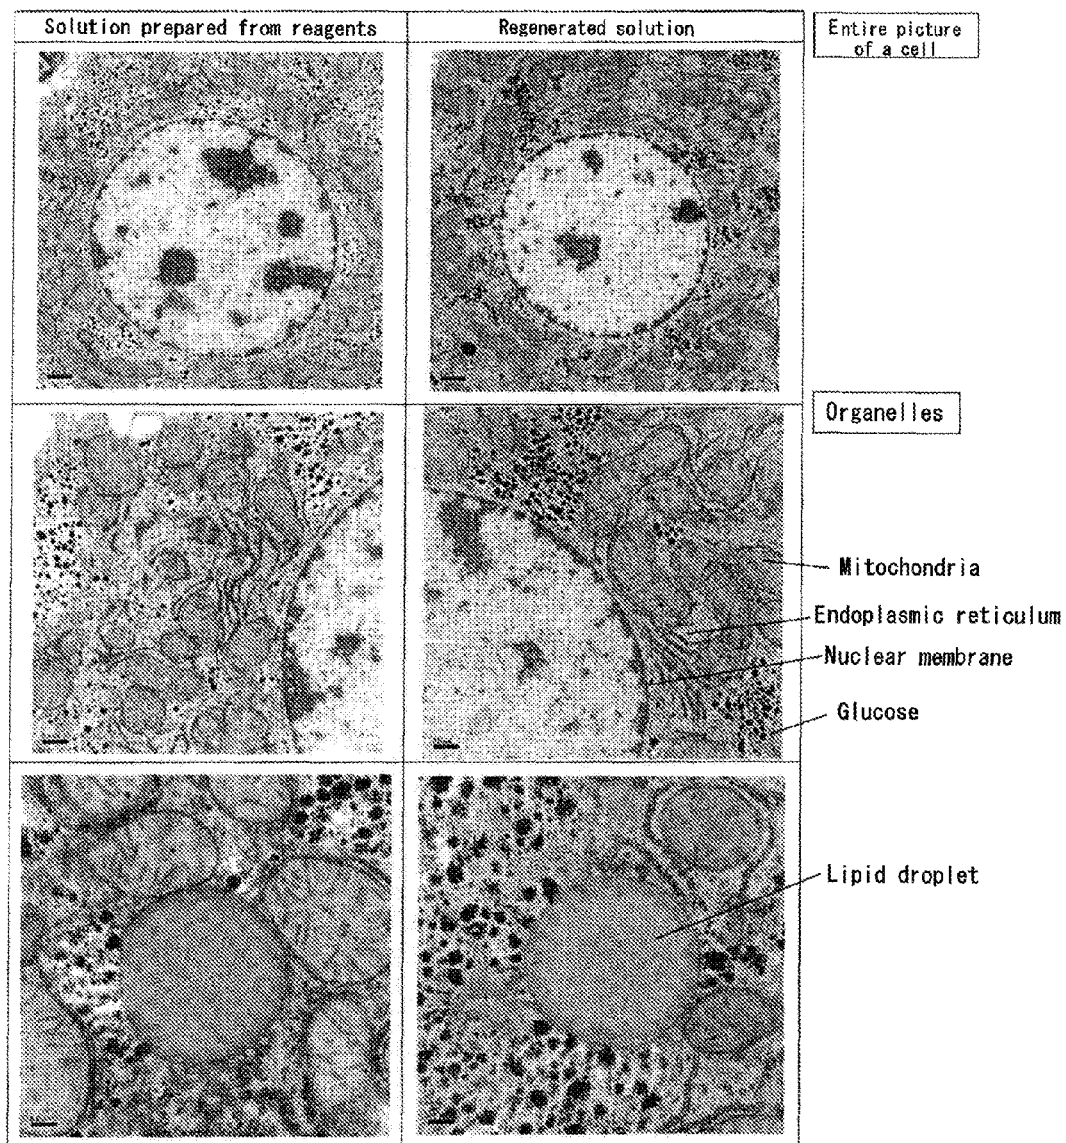 Solution prepared from reagents
Regenerated solution
Entire picture
of a cell
Organelles
Mitochondria
Endoplasmic reticulum
Nuclear membrane
Glucose
Lipid droplet